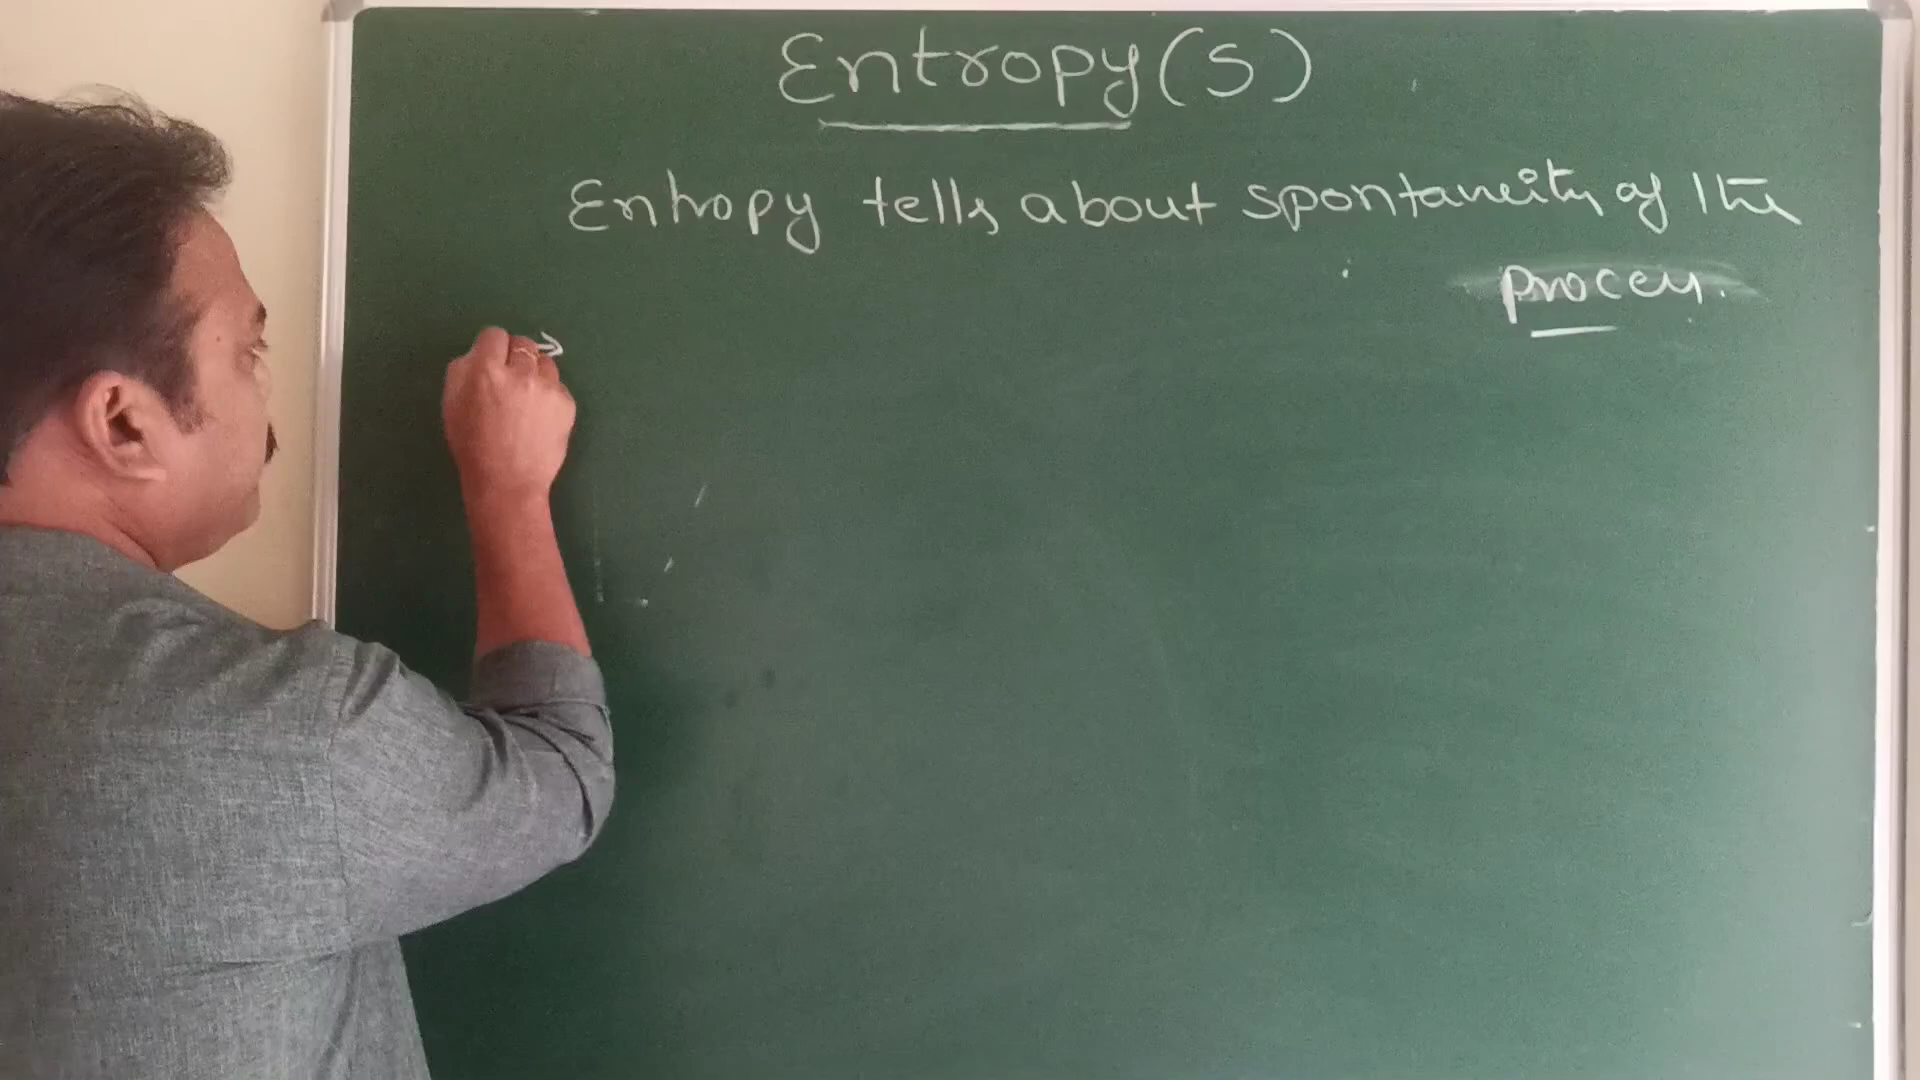 Entropy(S)
Entropy tells about spontaneity of the
process.
→